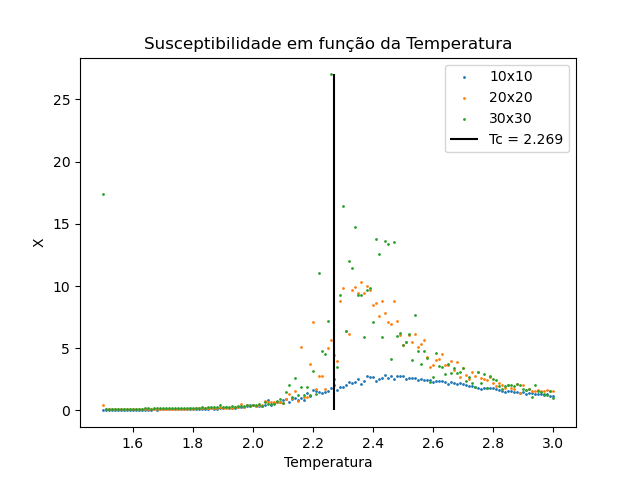 Susceptibilidade em função da Temperatura
10x10
20x20
30x30
Tc = 2.269
25
20
15
10
5
0
X
1.6 1.8 2.0 2.2 2.4 2.6 2.8 3.0
Temperatura